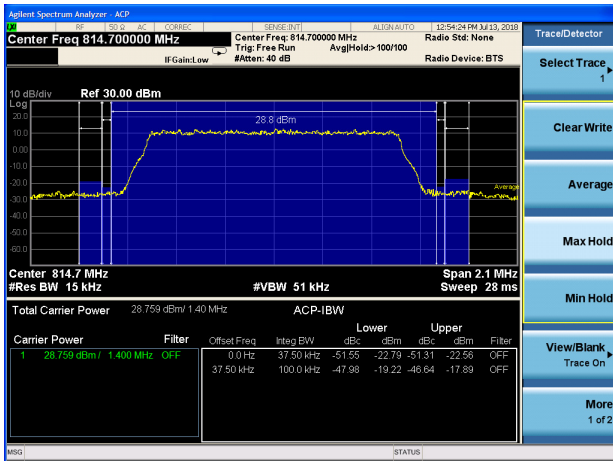 Agilent Spectrum Analyzer - ACP
RF 50 Ω AC CORREC SENSE:INT ALIGN AUTO 12:54:24 PM Jul 13, 2018
Center Freq 814.700000 MHz
Center Freq: 814.700000 MHz Radio Std: None
Trig: Free Run Avg|Hold:> 100/100
IFGain:Low #Atten: 40 dB Radio Device: BTS
Trace/Detector
Select Trace
1
Clear Write
Average
Max Hold
Min Hold
View/Blank
Trace On
More
1 of 2
10 dB/div Ref 30.00 dBm
Log
20.0
10.0
0.00
-10.0
-20.0
-30.0
-40.0
-50.0
-60.0
28.8 dBm
Average
Center 814.7 MHz Span 2.1 MHz
#Res BW 15 kHz #VBW 51 kHz Sweep 28 ms
Total Carrier Power 28.759 dBm/ 1.40 MHz ACP-IBW
Lower Upper
Carrier Power Filter Offset Freq Integ BW dBc dBm dBc dBm Filter
1 28.759 dBm / 1.400 MHz OFF 0.0 Hz 37.50 kHz -51.55 -22.79 -51.31 -22.56 OFF
37.50 kHz 100.0 kHz -47.98 -19.22 -46.64 -17.89 OFF
MSG STATUS